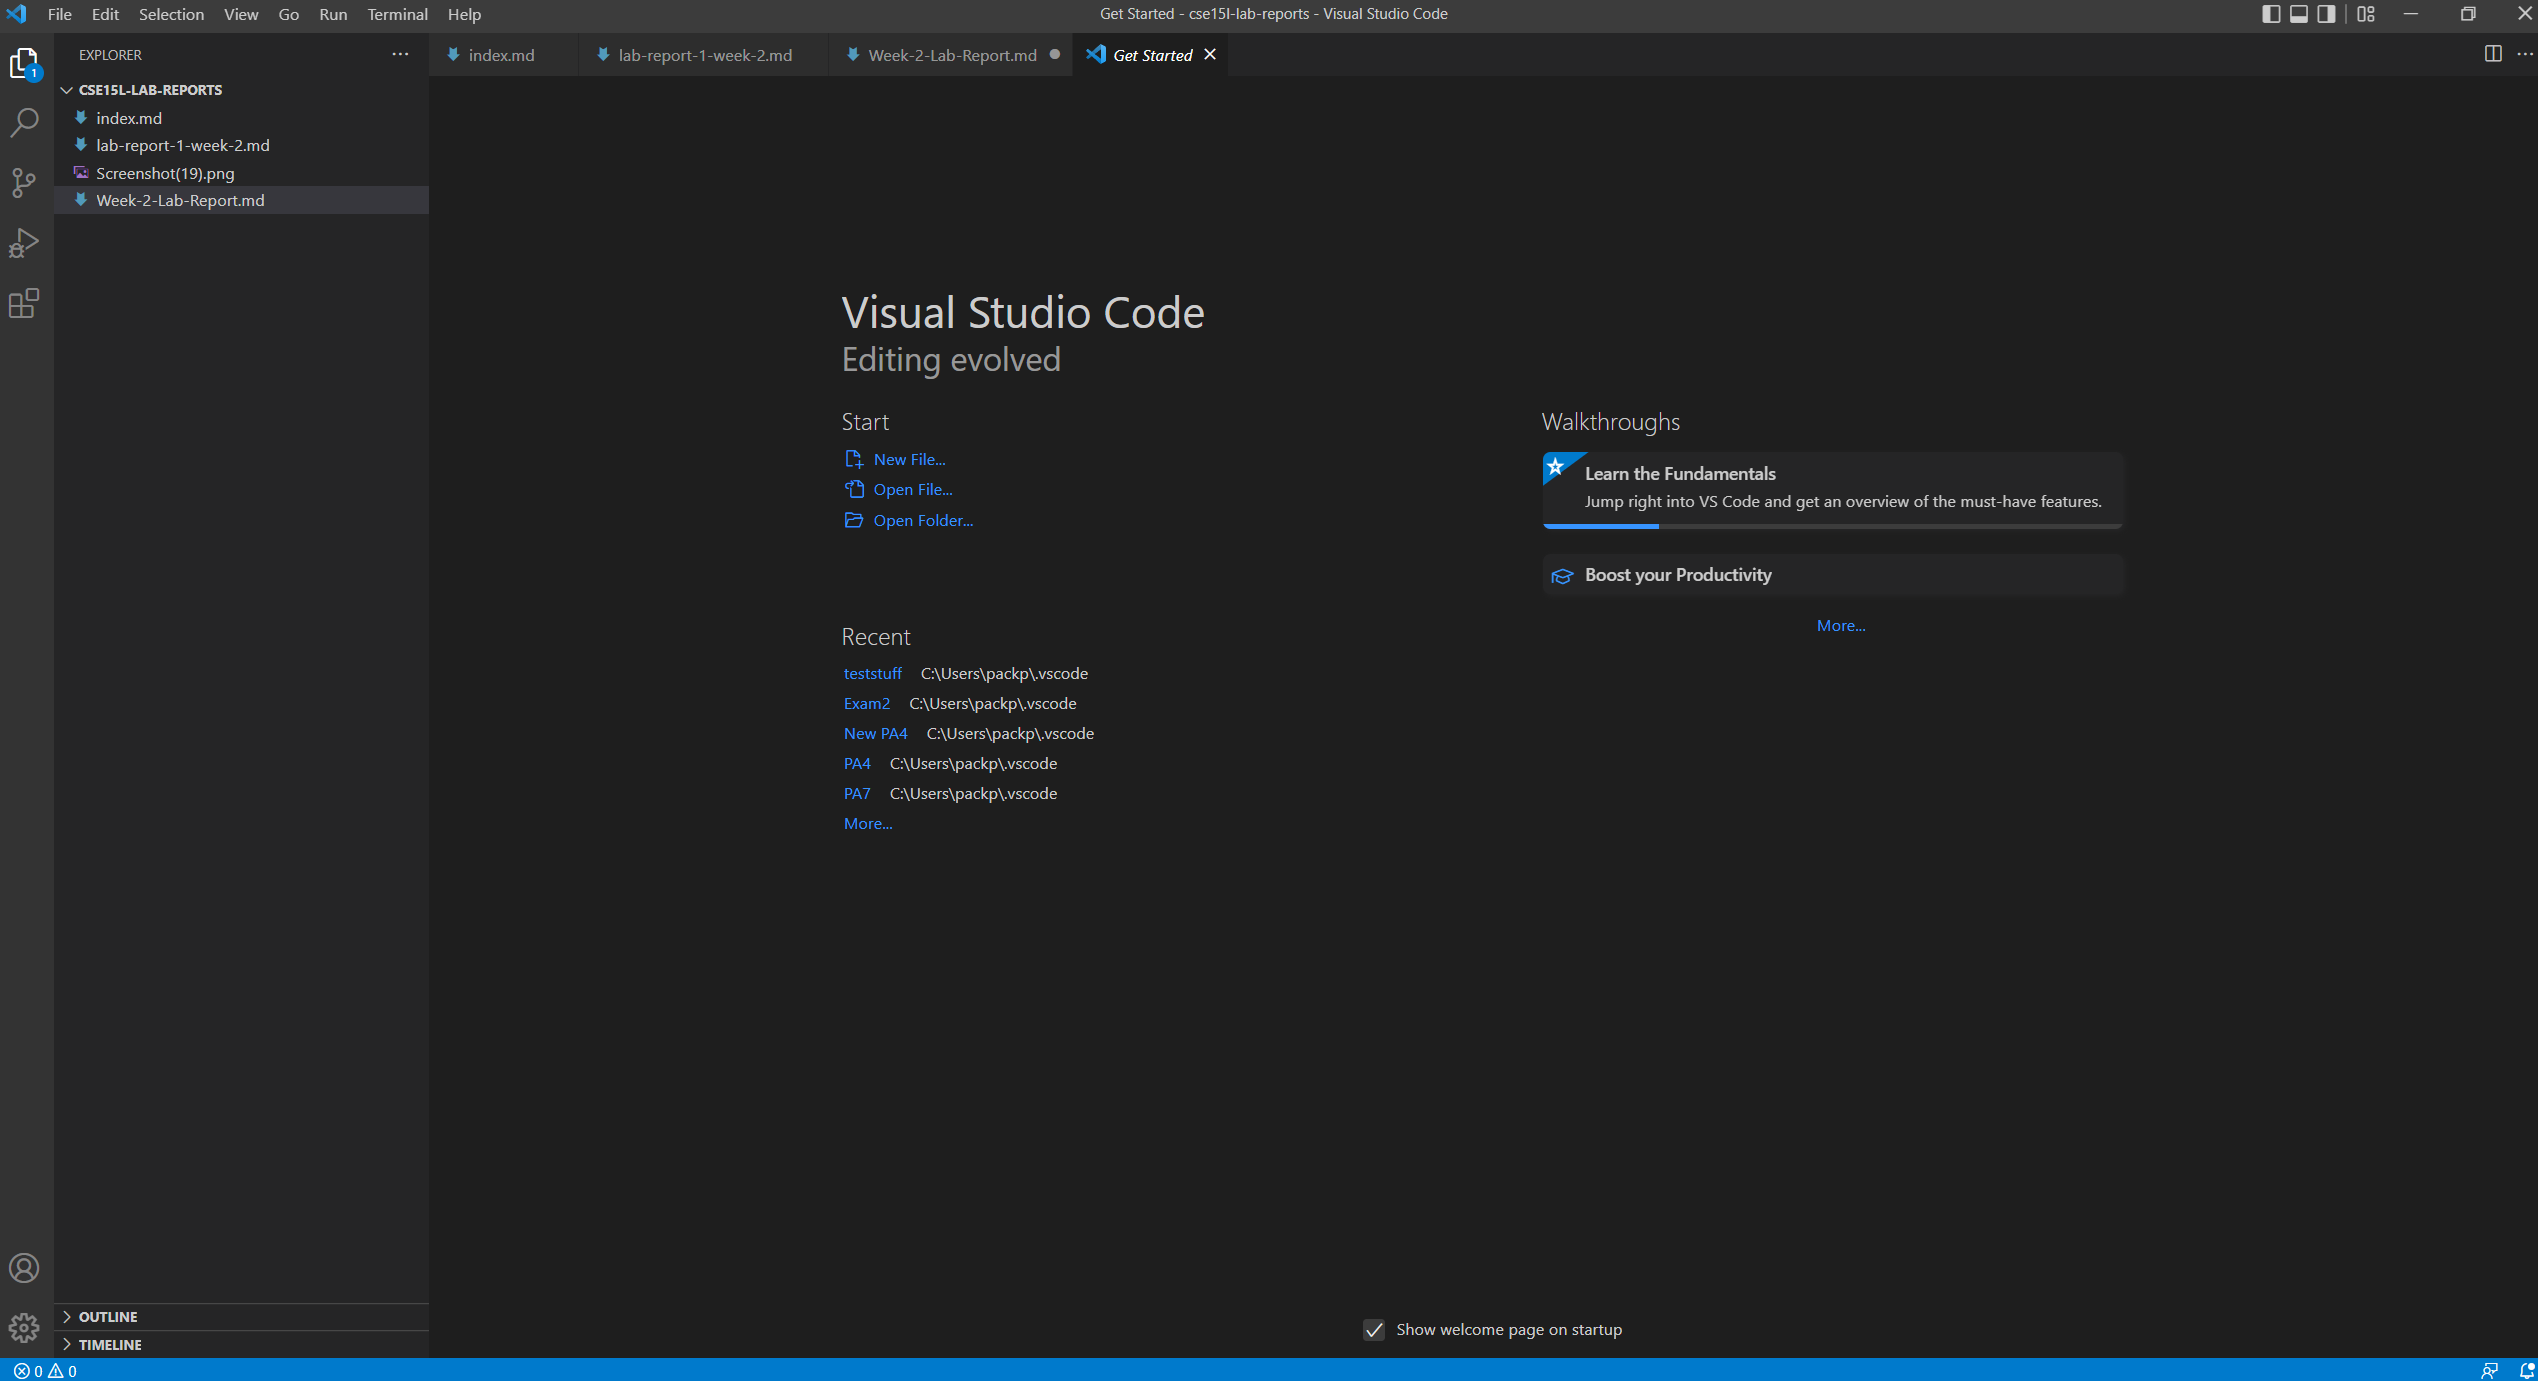 File Edit Selection View Go Run Terminal Help
Get Started - cse15l-lab-reports - Visual Studio Code
EXPLORER
index.md
lab-report-1-week-2.md
Week-2-Lab-Report.md
Get Started
1
CSE15L-LAB-REPORTS
index.md
lab-report-1-week-2.md
Screenshot(19).png
Week-2-Lab-Report.md
Visual Studio Code
Editing evolved
Start
New File...
Open File...
Open Folder...
Recent
teststuff C:\Users\packp\.vscode
Exam2 C:\Users\packp\.vscode
New PA4 C:\Users\packp\.vscode
PA4 C:\Users\packp\.vscode
PA7 C:\Users\packp\.vscode
More...
Walkthroughs
Learn the Fundamentals
Jump right into VS Code and get an overview of the must-have features.
Boost your Productivity
More...
Show welcome page on startup
OUTLINE
TIMELINE
0 0